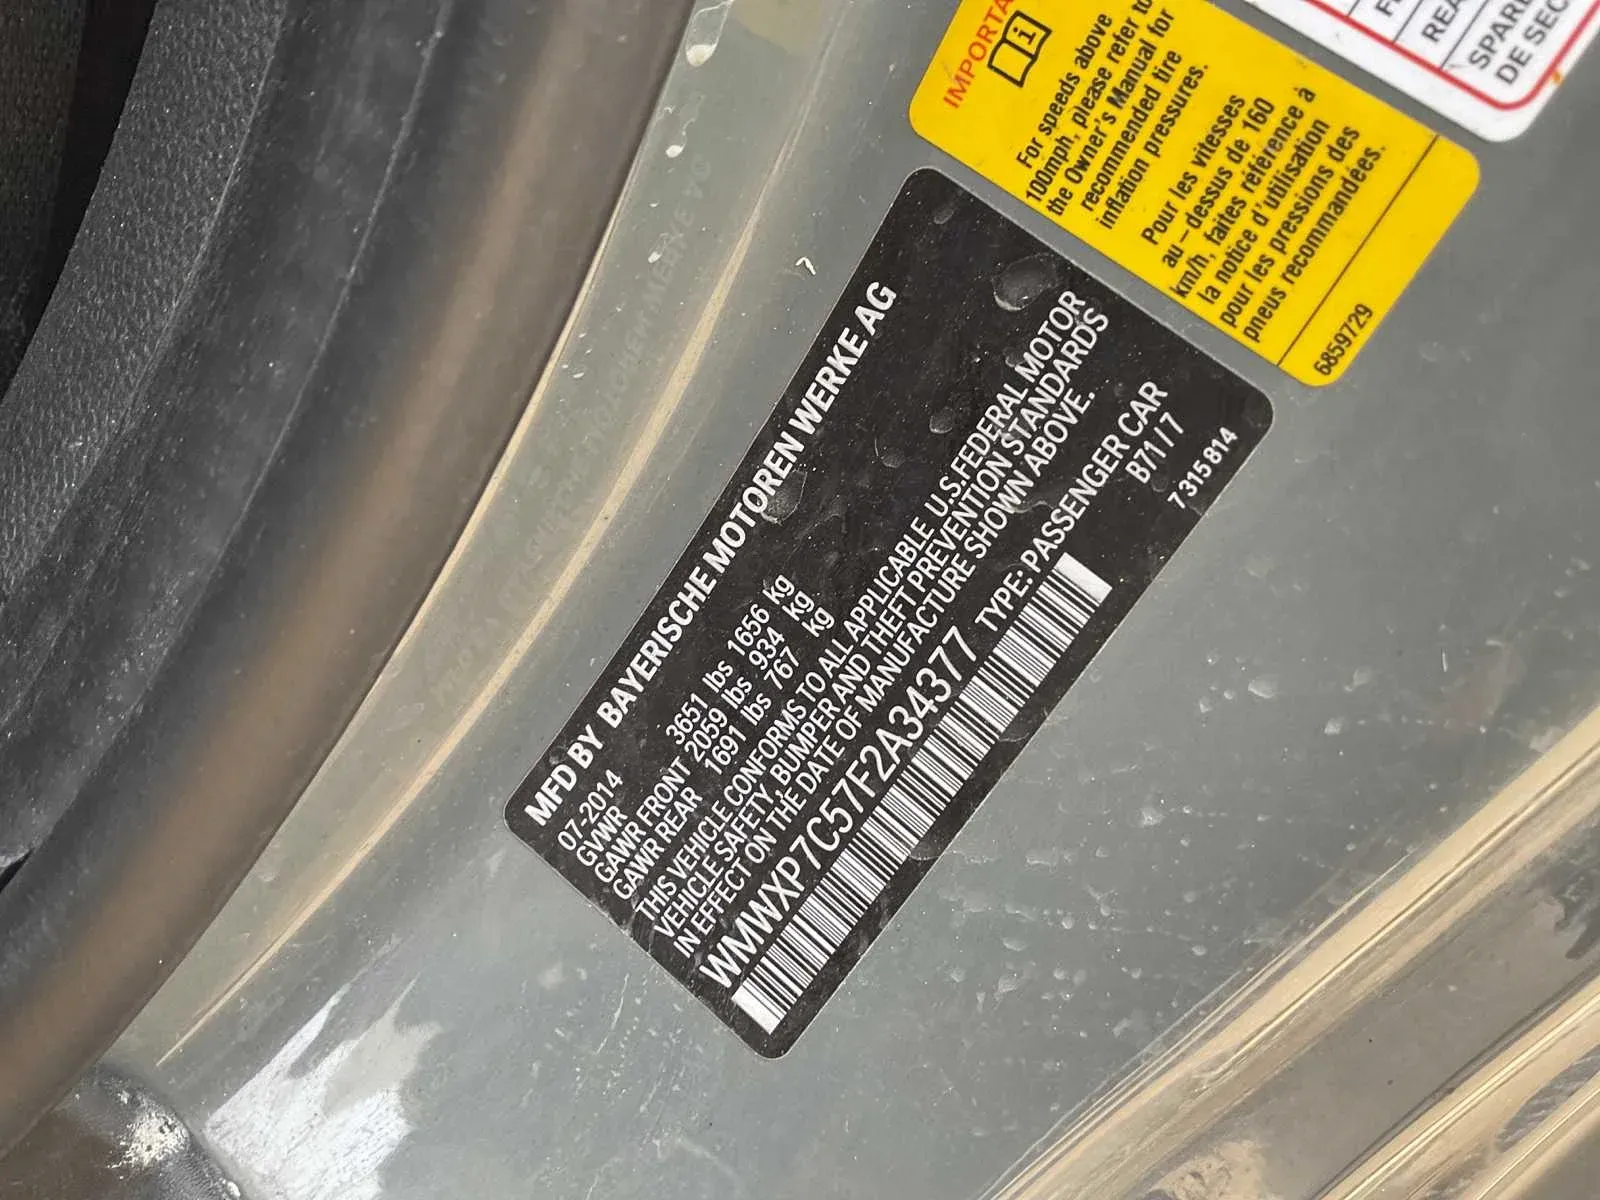 MFD BY BAYERISCHE MOTOREN WERKE AG
07-2014
GVWR 3651 lbs 1656 kg
GAWR FRONT 2059 lbs 934 kg
GAWR REAR 1691 lbs 767 kg
THIS VEHICLE CONFORMS TO ALL APPLICABLE U.S.FEDERAL MOTOR
VEHICLE SAFETY, BUMPER AND THEFT PREVENTION STANDARDS
IN EFFECT ON THE DATE OF MANUFACTURE SHOWN ABOVE.
WMWXP7C57F2A34377 TYPE: PASSENGER CAR
B71/7
7 315 814
For speeds above
100mph, please refer to
the Owner's Manual for
recommended tire
inflation pressures.
Pour les vitesses
au-dessus de 160
km/h, faites référence à
la notice d'utilisation
pour les pressions des
pneus recommandées.
6859729
DE